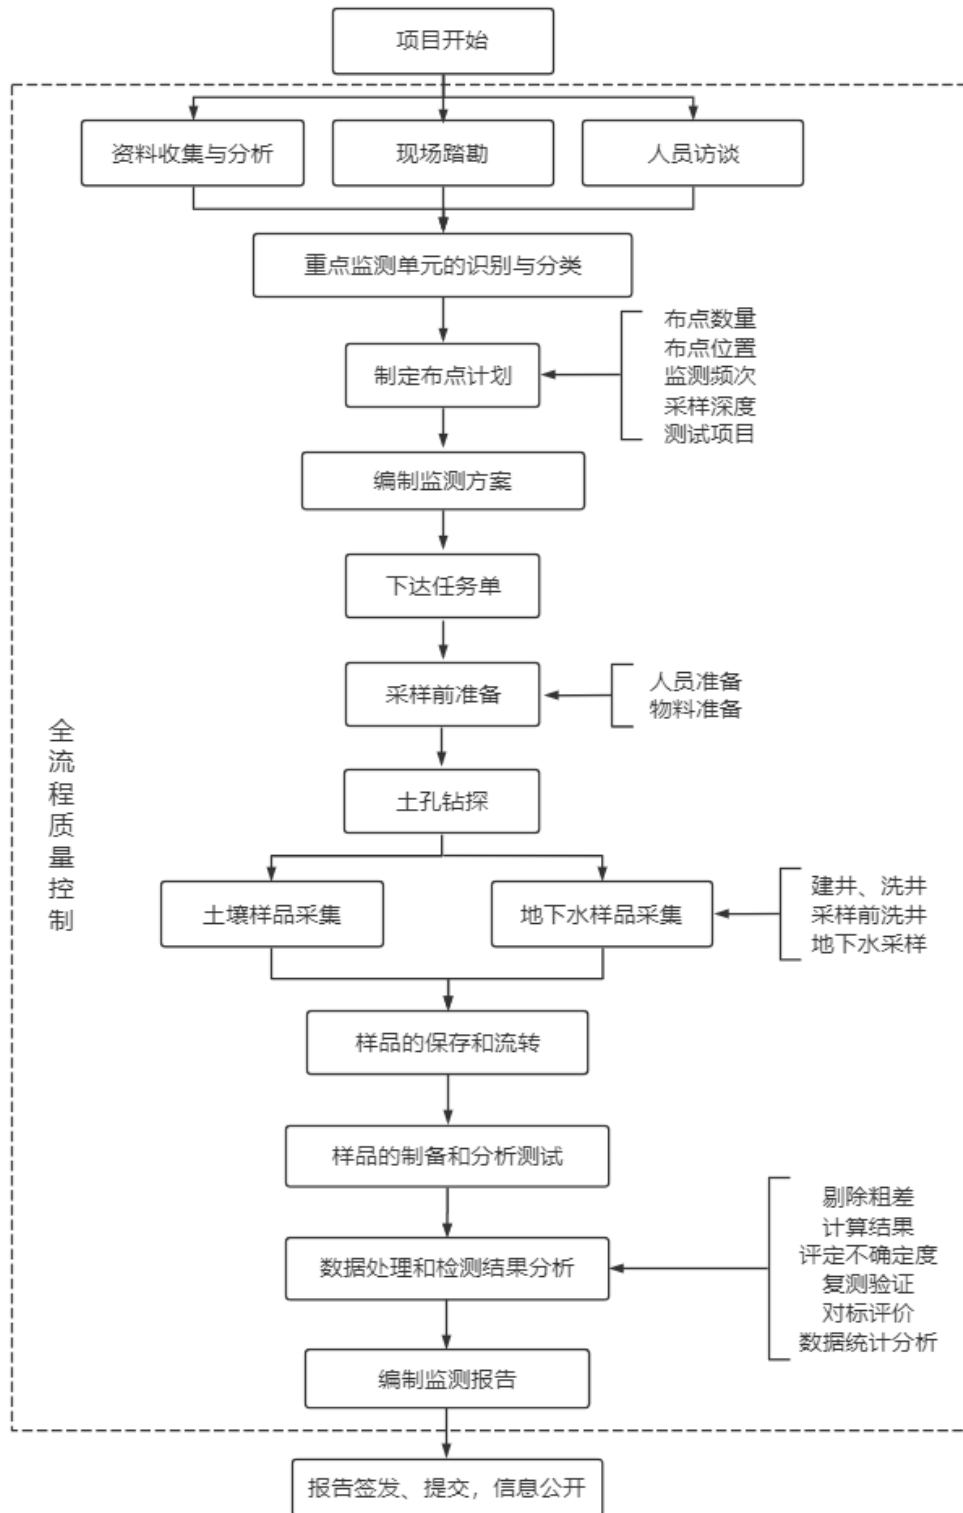 项目开始
资料收集与分析
现场踏勘
人员访谈
重点监测单元的识别与分类
制定布点计划
布点数量
布点位置
监测频次
采样深度
测试项目
编制监测方案
下达任务单
采样前准备
人员准备
物料准备
全流程质量控制
土孔钻探
土壤样品采集
地下水样品采集
建井、洗井
采样前洗井
地下水采样
样品的保存和流转
样品的制备和分析测试
数据处理和检测结果分析
剔除粗差
计算结果
评定不确定度
复测验证
对标评价
数据统计分析
编制监测报告
报告签发、提交，信息公开